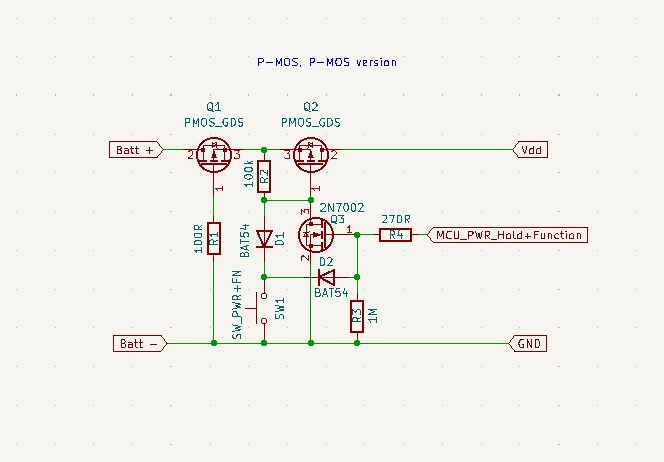 P-MOS, P-MOS version
Q1
PMOS_GDS
Q2
PMOS_GDS
Batt +
2
3
3
2
Vdd
1
100k
R2
1
2N7002
Q3
3
270R
R4
1
MCU_PWR_Hold+Function
100R
R1
BAT54
D1
2
D2
BAT54
SW_PWR+FN
SW1
R3
1M
Batt -
GND